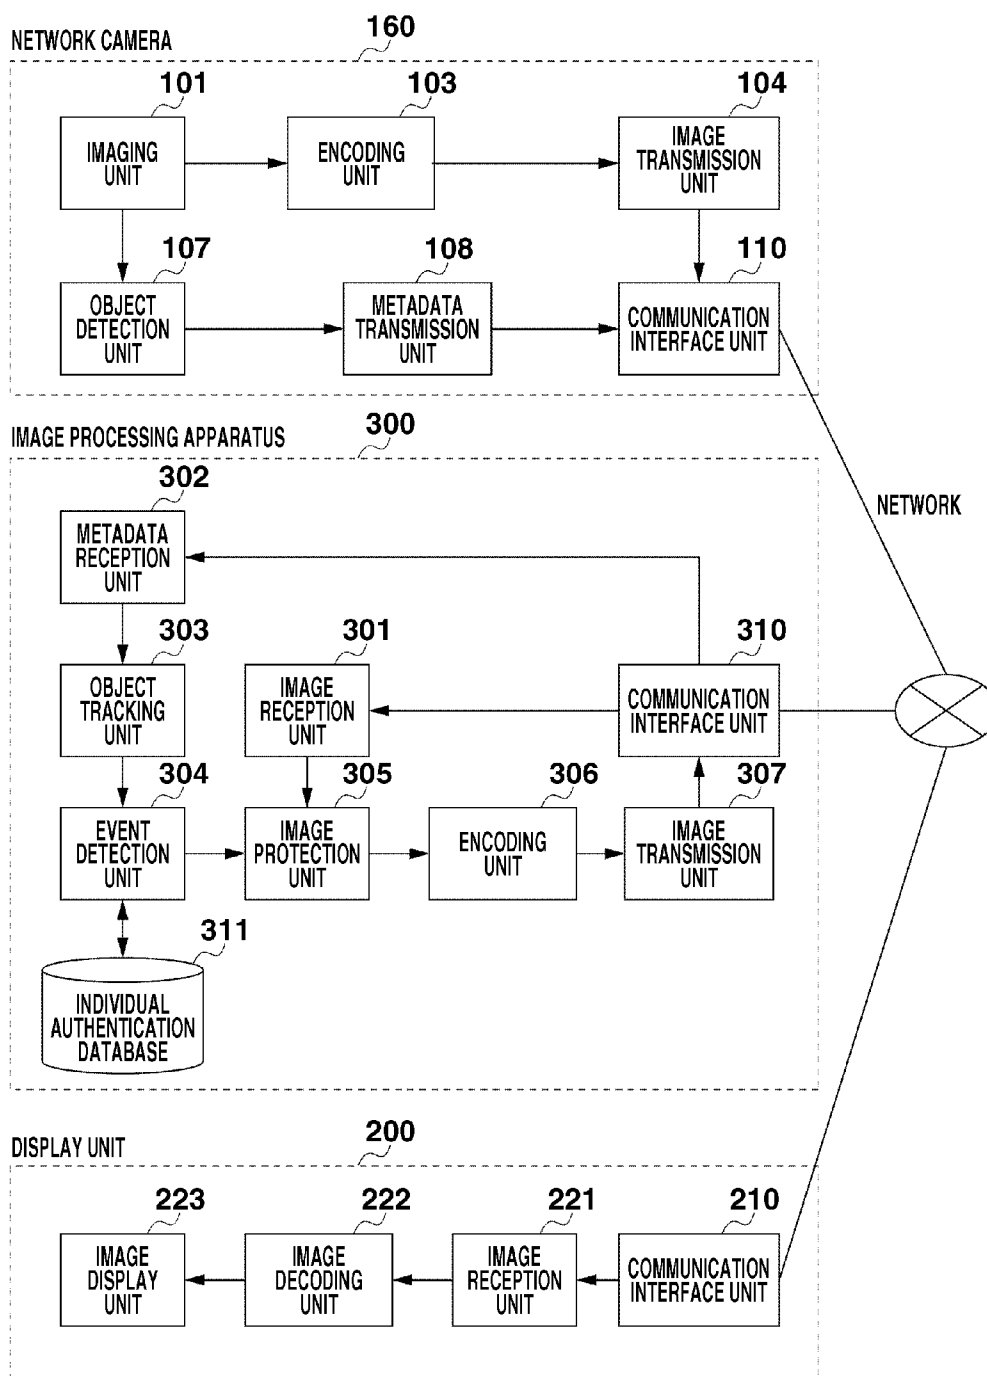 NETWORK CAMERA
160
101
103
104
IMAGING
UNIT
ENCODING
UNIT
IMAGE
TRANSMISSION
UNIT
107
108
110
OBJECT
DETECTION
UNIT
METADATA
TRANSMISSION
UNIT
COMMUNICATION
INTERFACE UNIT
IMAGE PROCESSING APPARATUS
300
302
METADATA
RECEPTION
UNIT
NETWORK
303
301
310
OBJECT
TRACKING
UNIT
IMAGE
RECEPTION
UNIT
COMMUNICATION
INTERFACE UNIT
304
305
306
307
EVENT
DETECTION
UNIT
IMAGE
PROTECTION
UNIT
ENCODING
UNIT
IMAGE
TRANSMISSION
UNIT
311
INDIVIDUAL
AUTHENTICATION
DATABASE
DISPLAY UNIT
200
223
222
221
210
IMAGE
DISPLAY
UNIT
IMAGE
DECODING
UNIT
IMAGE
RECEPTION
UNIT
COMMUNICATION
INTERFACE UNIT